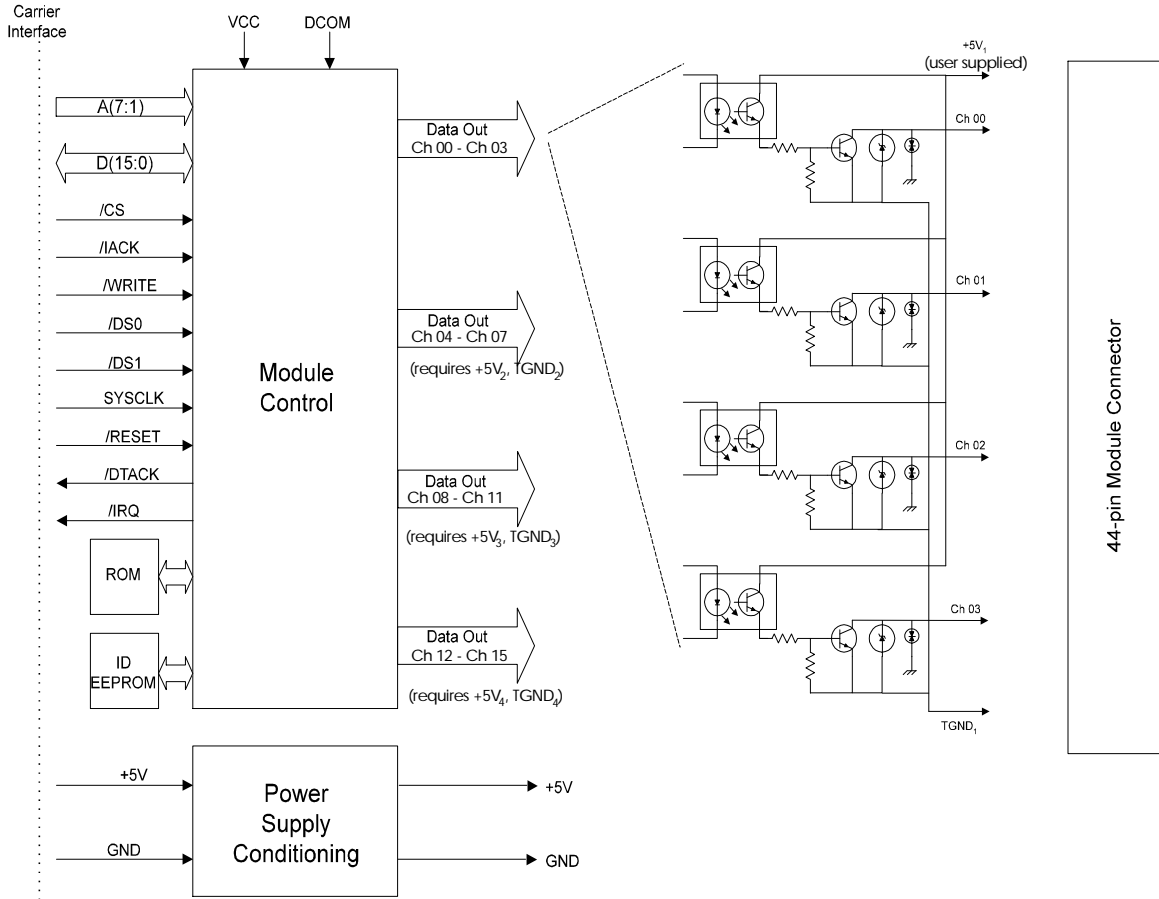 Carrier
Interface
VCC
DCOM
A(7:1)
D(15:0)
/CS
/IACK
/WRITE
/DS0
/DS1
SYSCLK
/RESET
/DTACK
/IRQ
ROM
ID
EEPROM
Module
Control
Data Out
Ch 00 - Ch 03
Data Out
Ch 04 - Ch 07
(requires +5V2, TGND2)
Data Out
Ch 08 - Ch 11
(requires +5V3, TGND3)
Data Out
Ch 12 - Ch 15
(requires +5V4, TGND4)
+5V1
(user supplied)
Ch 00
Ch 01
Ch 02
Ch 03
TGND1
44-pin Module Connector
+5V
GND
Power
Supply
Conditioning
+5V
GND